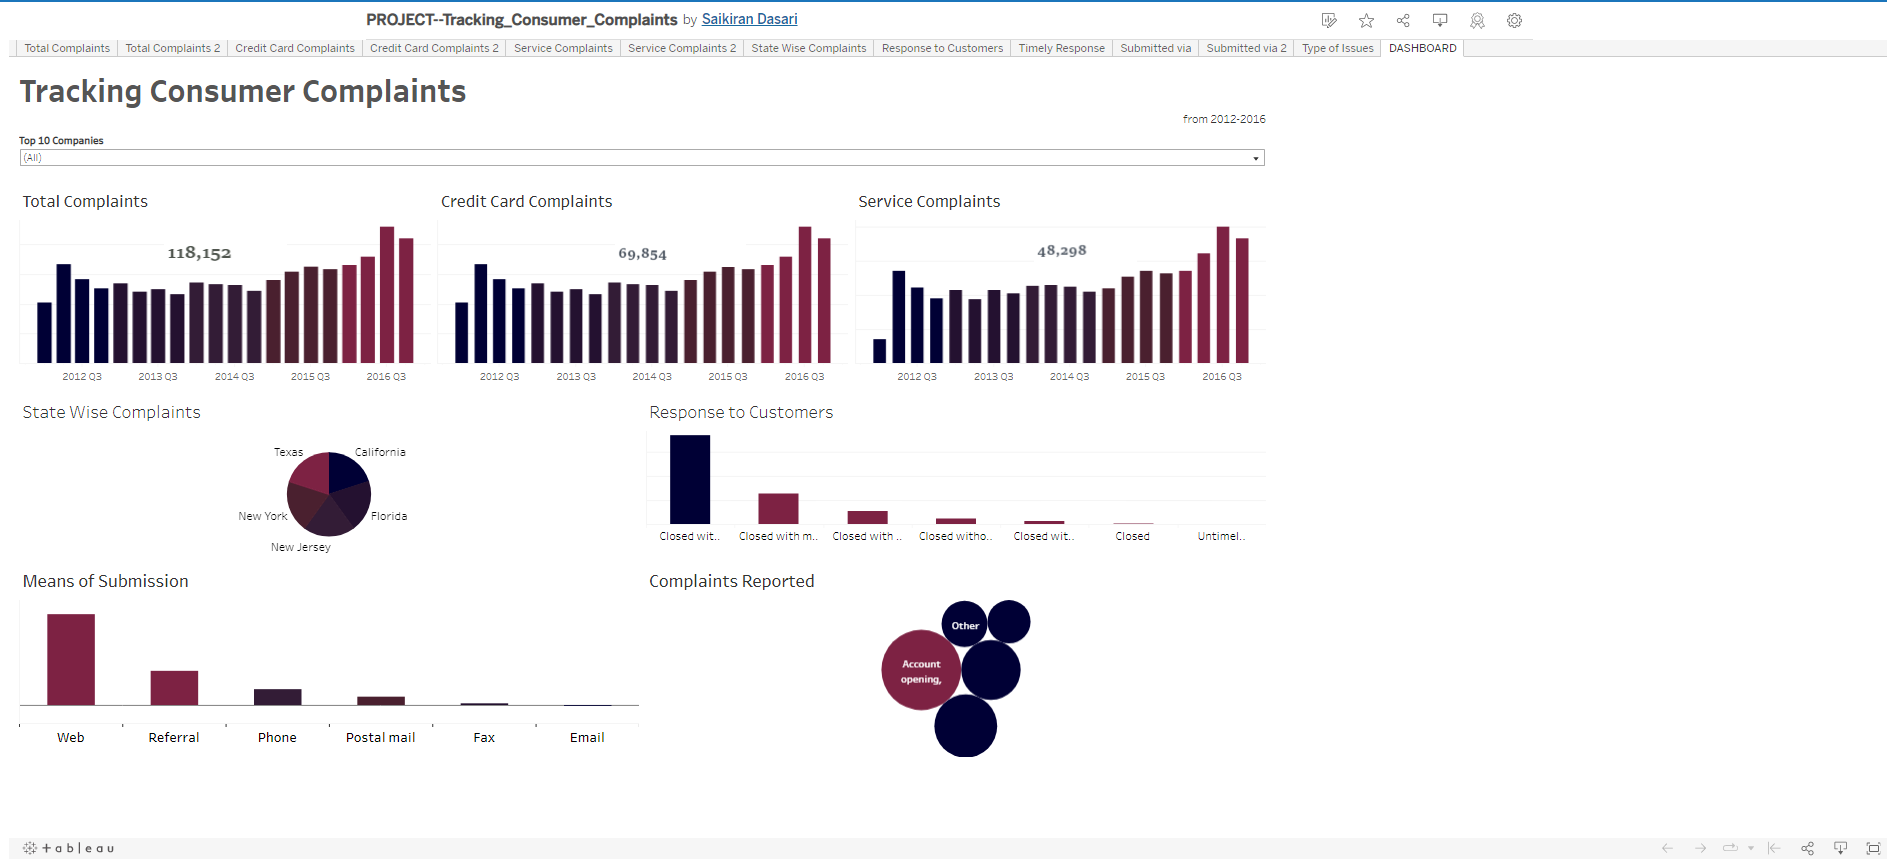 PROJECT--Tracking_Consumer_Complaints by Saikiran Dasari
Total Complaints Total Complaints 2 Credit Card Complaints Credit Card Complaints 2 Service Complaints Service Complaints 2 State Wise Complaints Response to Customers Timely Response Submitted via Submitted via 2 Type of Issues DASHBOARD
Tracking Consumer Complaints
from 2012-2016
Top 10 Companies
(All)
Total Complaints
118,152
2012 Q3 2013 Q3 2014 Q3 2015 Q3 2016 Q3
Credit Card Complaints
69,854
2012 Q3 2013 Q3 2014 Q3 2015 Q3 2016 Q3
Service Complaints
48,298
2012 Q3 2013 Q3 2014 Q3 2015 Q3 2016 Q3
State Wise Complaints
Texas California
New York Florida
New Jersey
Response to Customers
Closed wit.. Closed with m.. Closed with .. Closed witho.. Closed wit.. Closed Untimel..
Means of Submission
Web Referral Phone Postal mail Fax Email
Complaints Reported
Other
Account
opening,
+ a b l e a u